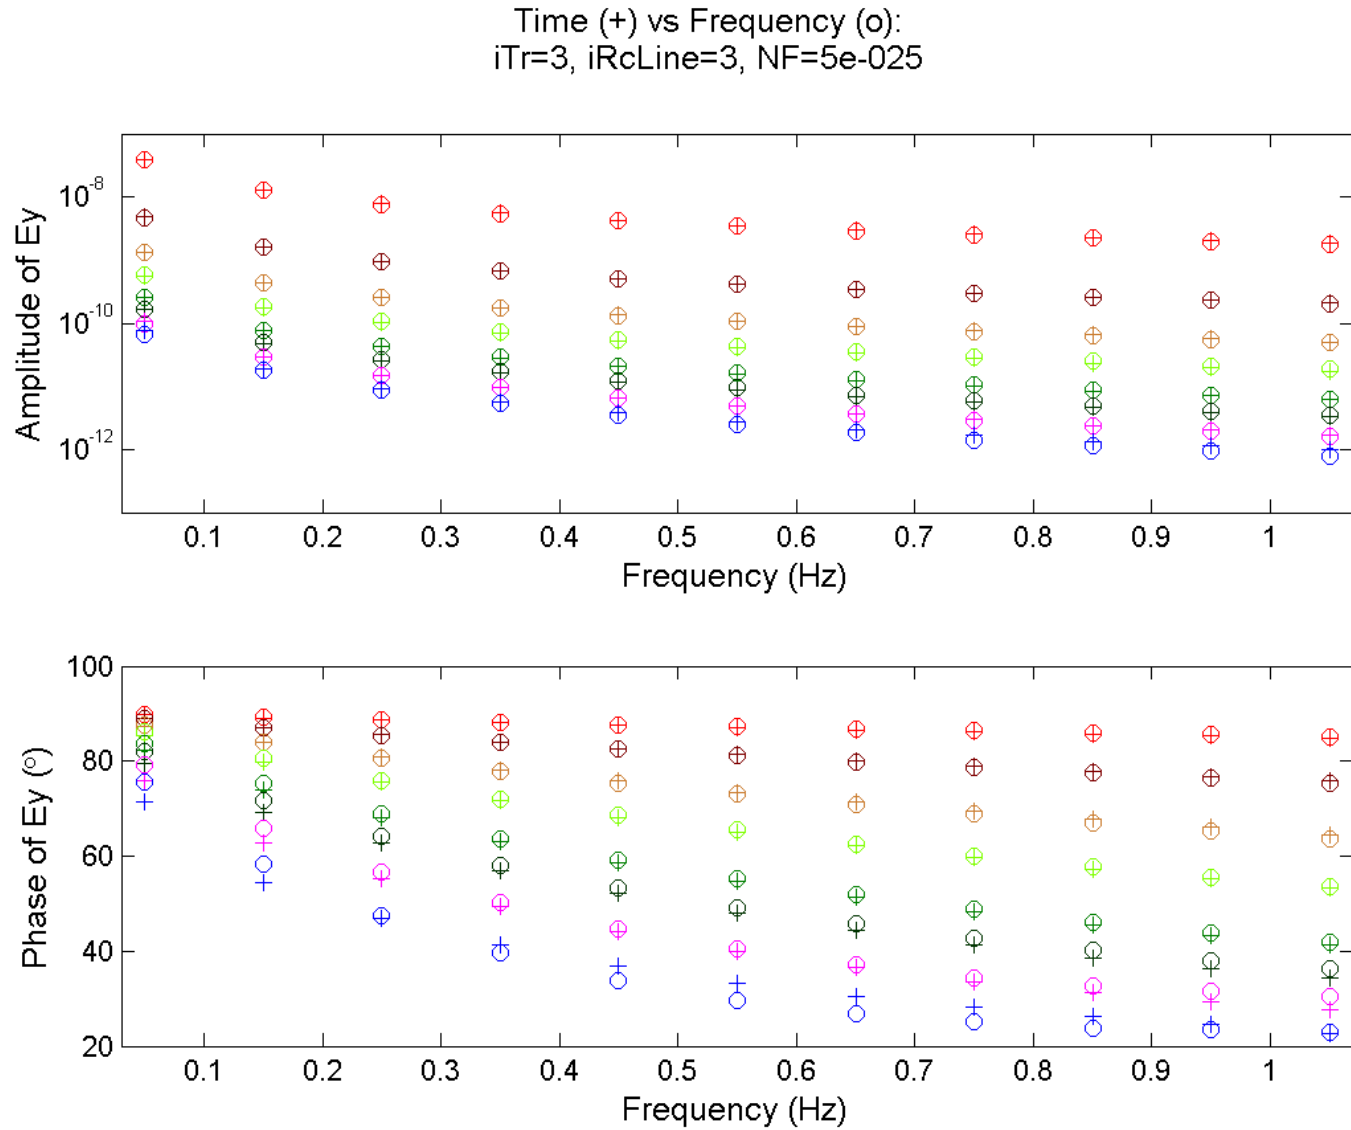 Time (+) vs Frequency (o):
iTr=3, iRcLine=3, NF=5e-025
Amplitude of Ey
10^-8
10^-10
10^-12
0.1 0.2 0.3 0.4 0.5 0.6 0.7 0.8 0.9 1
Frequency (Hz)
Phase of Ey (°)
100
80
60
40
20
0.1 0.2 0.3 0.4 0.5 0.6 0.7 0.8 0.9 1
Frequency (Hz)